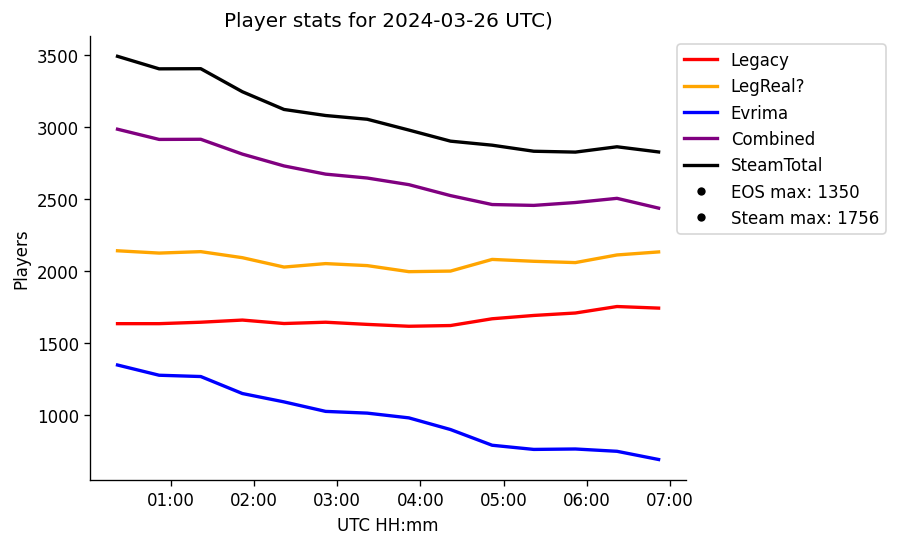 Player stats for 2024-03-26 UTC)
3500
3000
2500
2000
1500
1000
Players
01:00 02:00 03:00 04:00 05:00 06:00 07:00
UTC HH:mm
Legacy
LegReal?
Evrima
Combined
SteamTotal
EOS max: 1350
Steam max: 1756